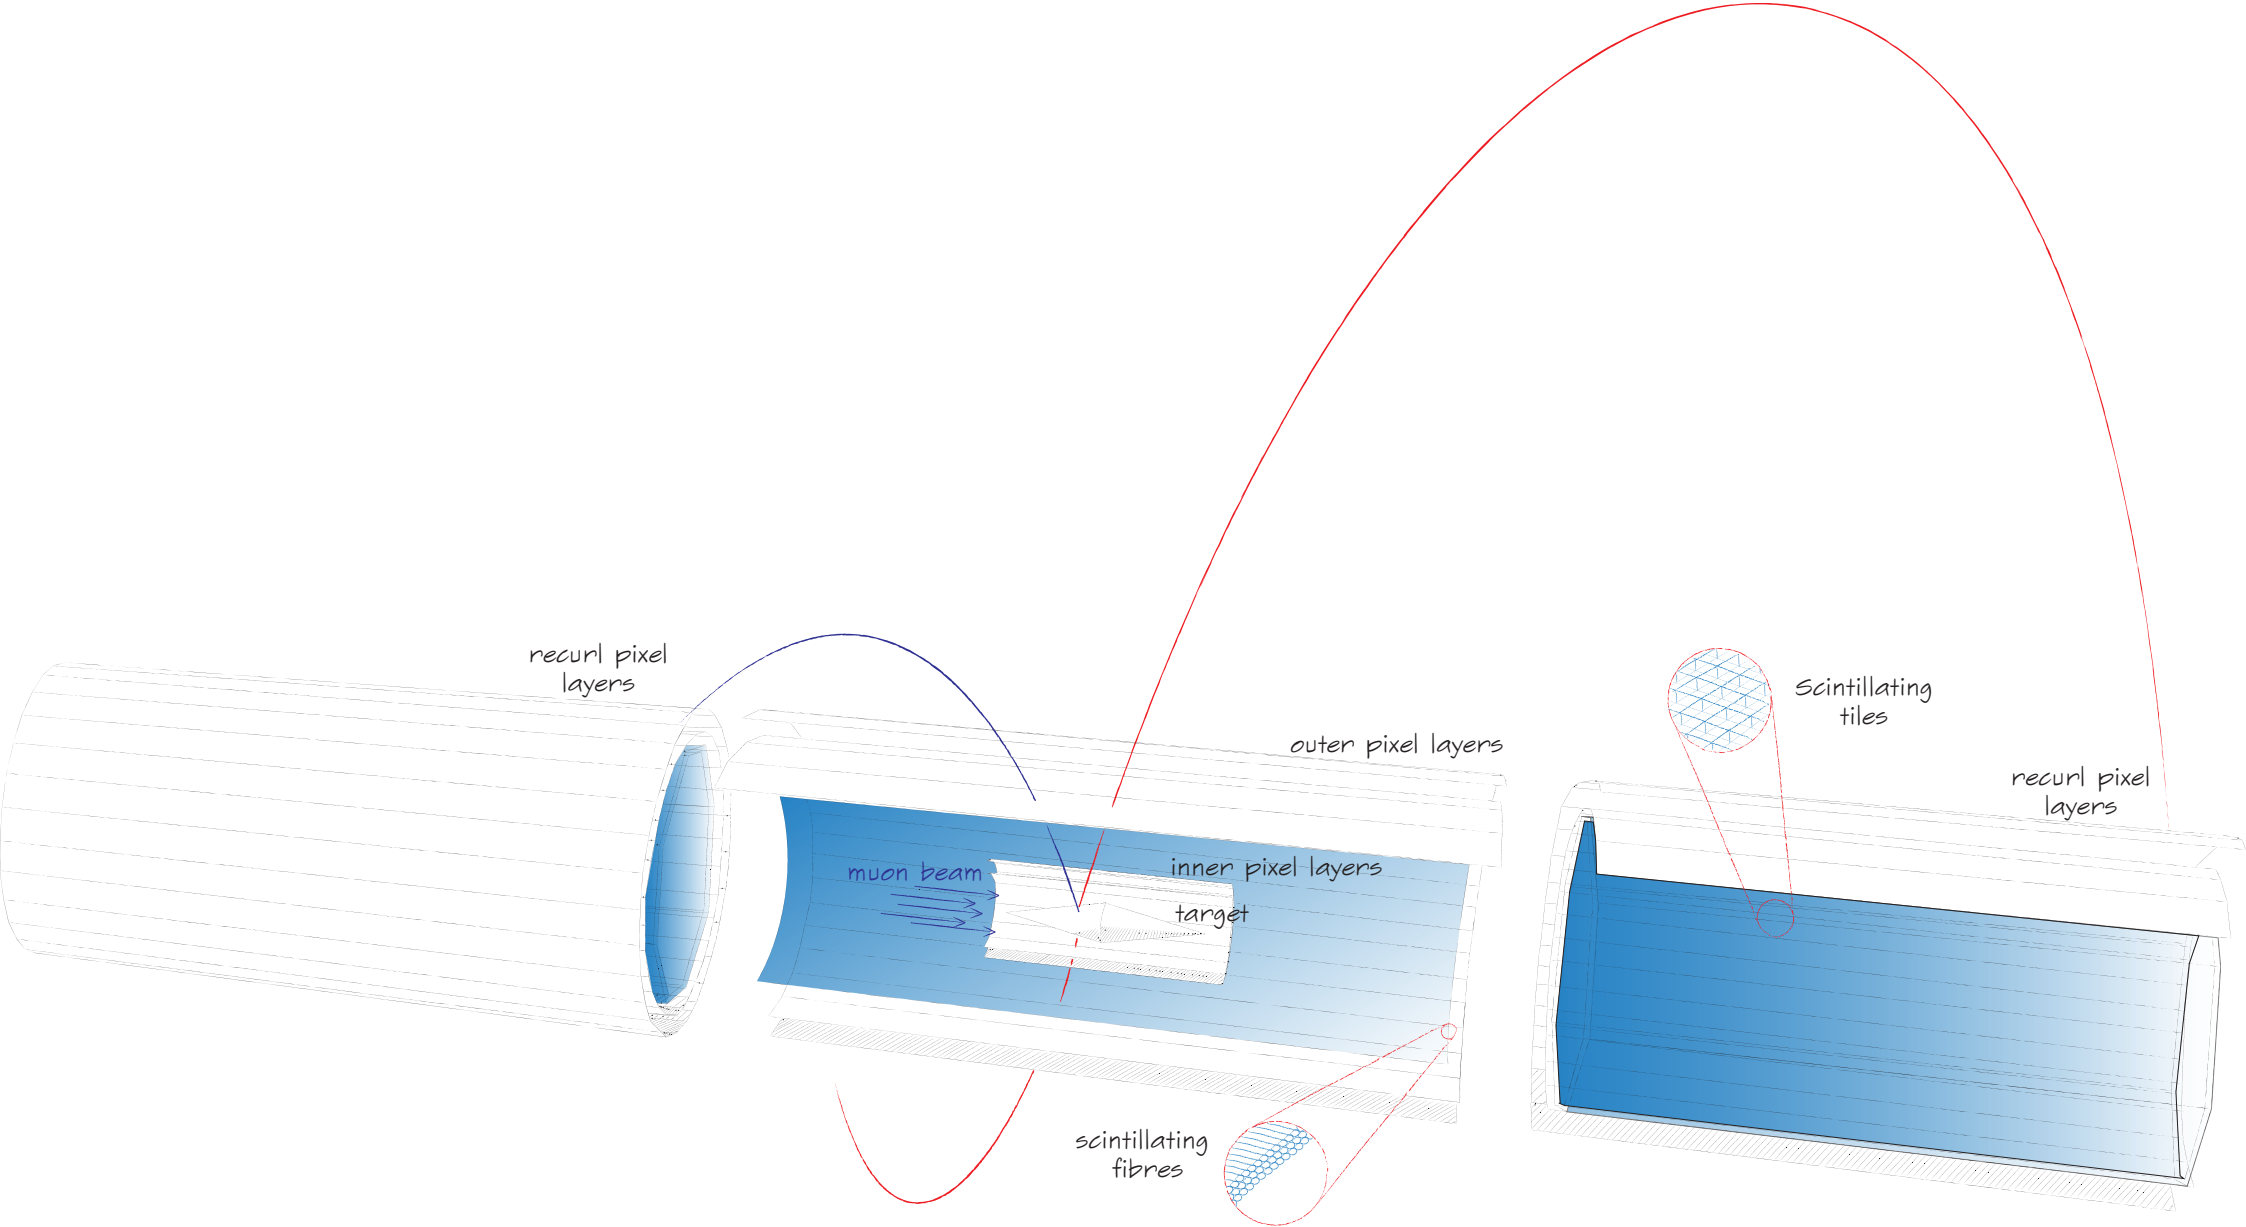 recurl pixel
layers
Scintillating
tiles
outer pixel layers
recurl pixel
layers
inner pixel layers
muon beam
target
scintillating
fibres